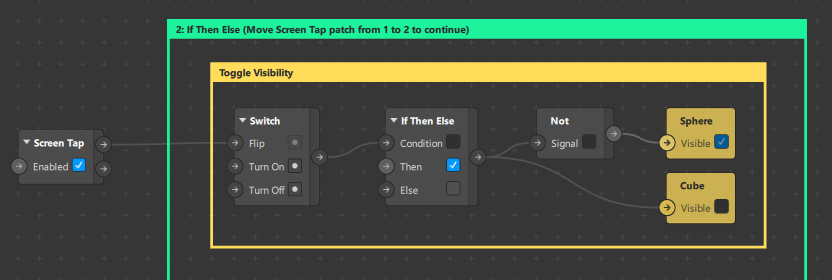 2: If Then Else (Move Screen Tap patch from 1 to 2 to continue)
Toggle Visibility
Screen Tap
Enabled
Switch
Flip
Turn On
Turn Off
If Then Else
Condition
Then
Else
Not
Signal
Sphere
Visible
Cube
Visible